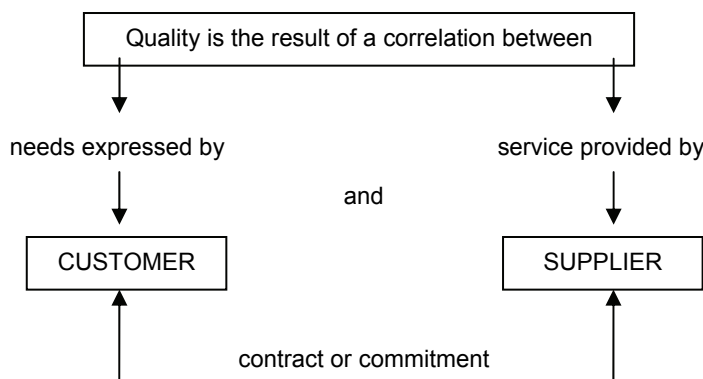 Quality is the result of a correlation between
needs expressed by
service provided by
and
CUSTOMER
SUPPLIER
contract or commitment